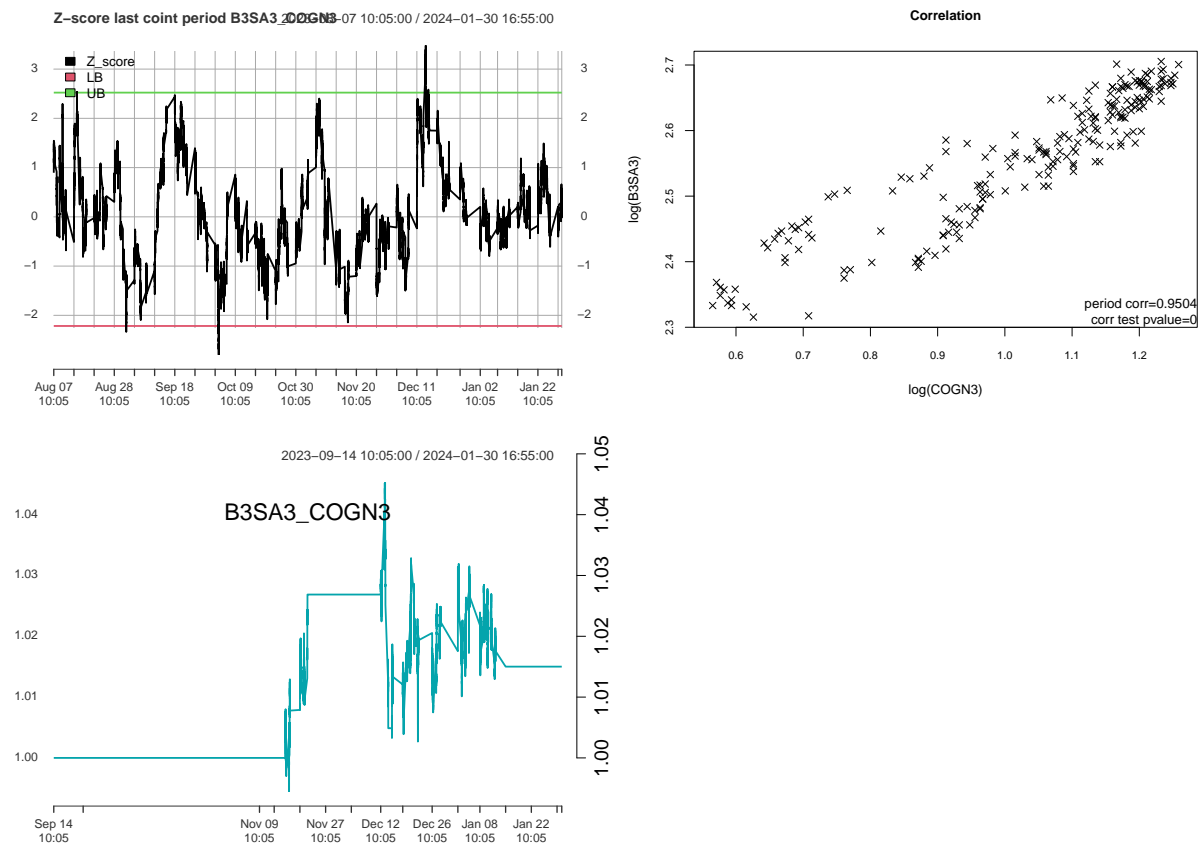 Z−score last coint period B3SA3_COGN3 2023−08−07 10:05:00 / 2024−01−30 16:55:00
Z_score
LB
UB
3
2
1
0
−1
−2
3
2
1
0
−1
−2
Aug 07 Aug 28 Sep 18 Oct 09 Oct 30 Nov 20 Dec 11 Jan 02 Jan 22
10:05 10:05 10:05 10:05 10:05 10:05 10:05 10:05 10:05
Correlation
log(B3SA3)
2.7
2.6
2.5
2.4
2.3
period corr=0.9504
corr test pvalue=0
0.6 0.7 0.8 0.9 1.0 1.1 1.2
log(COGN3)
2023−09−14 10:05:00 / 2024−01−30 16:55:00
B3SA3_COGN3
1.04
1.03
1.02
1.01
1.00
1.05
1.04
1.03
1.02
1.01
1.00
Sep 14 Nov 09 Nov 27 Dec 12 Dec 26 Jan 08 Jan 22
10:05 10:05 10:05 10:05 10:05 10:05 10:05